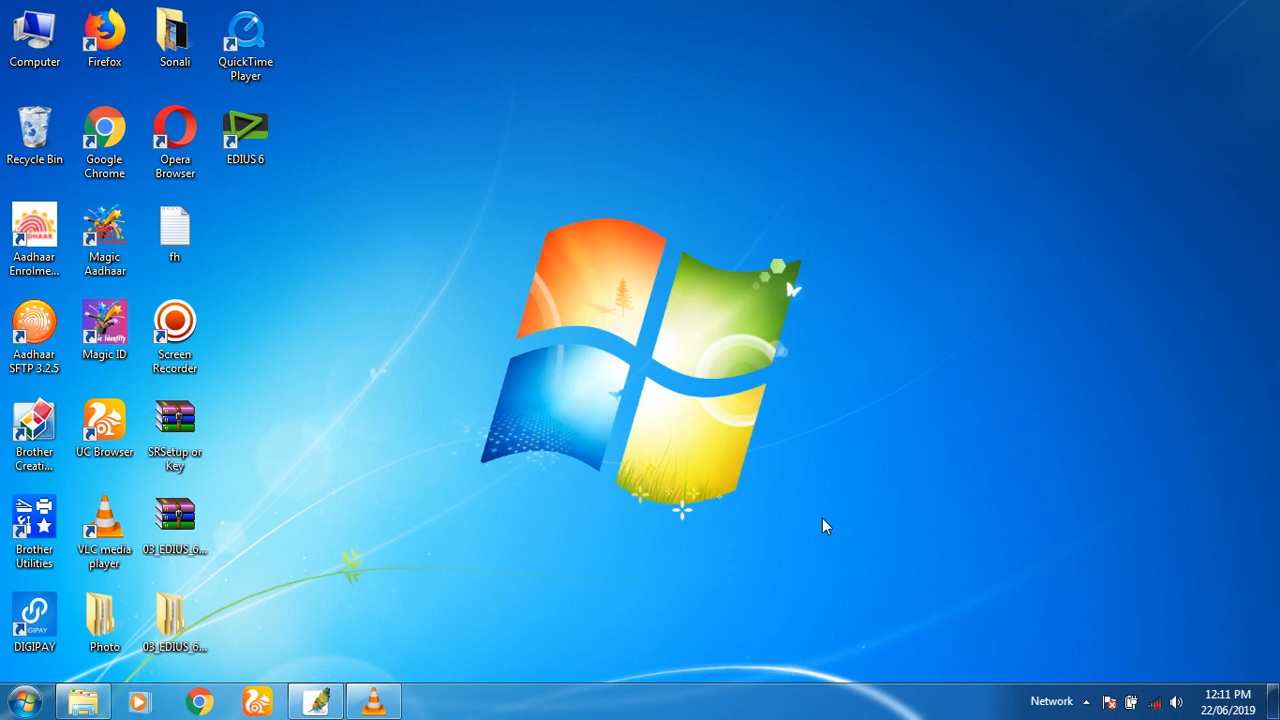 Computer
Firefox
Sonali
QuickTime
Player
Recycle Bin
Google
Chrome
Opera
Browser
EDIUS 6
Aadhaar
Enrolme...
Magic
Aadhaar
fh
Aadhaar
SFTP 3.2.5
Magic ID
Screen
Recorder
Brother
Creati...
UC Browser
SRSetup or
Key
Brother
Utilities
VLC media
player
03_EDIUS_6...
DIGIPAY
Photo
03_EDIUS_6...
Network
12:11 PM
22/06/2019